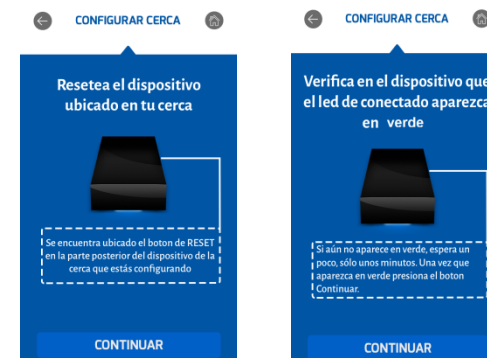 CONFIGURAR CERCA
Resetea el dispositivo
ubicado en tu cerca
Se encuentra ubicado el boton de RESET
en la parte posterior del dispositivo de la
cerca que estás configurando
CONTINUAR
CONFIGURAR CERCA
Verifica en el dispositivo que
el led de conectado aparezca
en verde
Si aún no aparece en verde, espera un
poco, sólo unos minutos. Una vez que
aparezca en verde presiona el boton
Continuar.
CONTINUAR